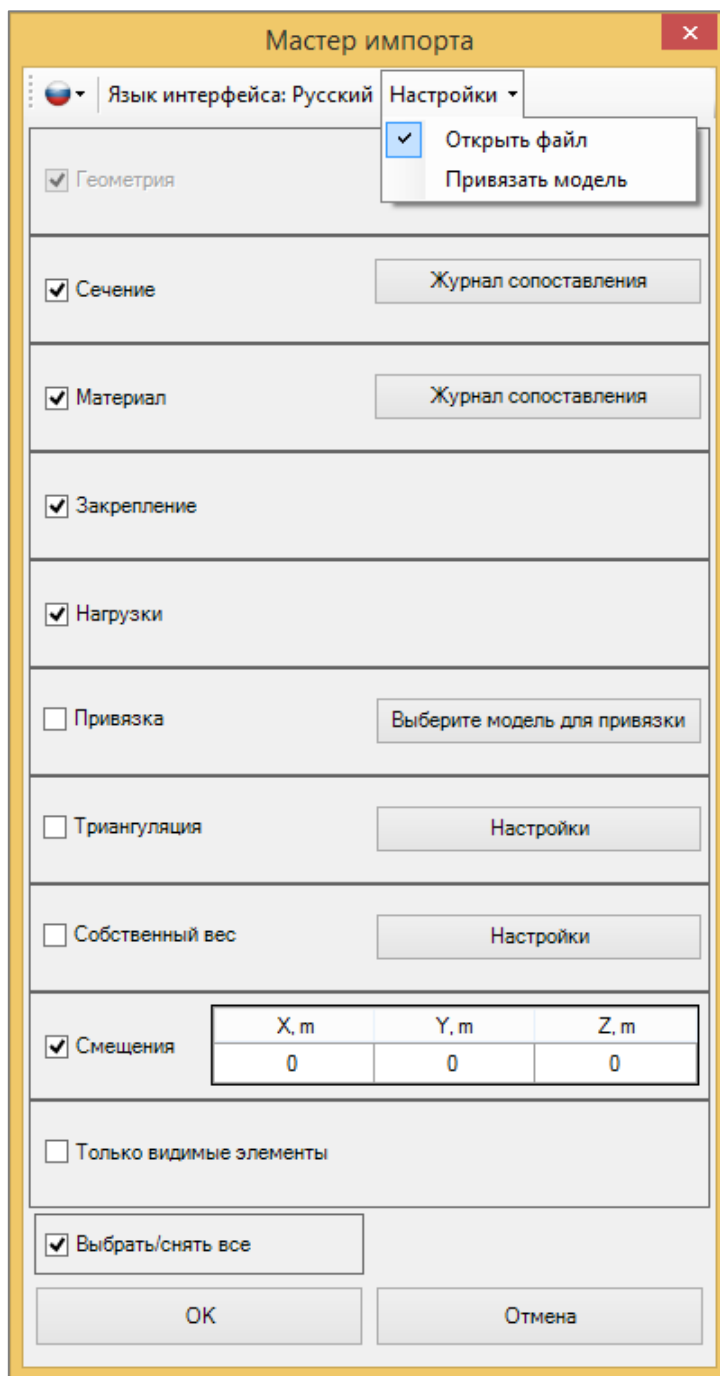 Мастер импорта
Язык интерфейса: Русский Настройки
Открыть файл
Привязать модель
Геометрия
Сечение Журнал сопоставления
Материал Журнал сопоставления
Закрепление
Нагрузки
Привязка Выберите модель для привязки
Триангуляция Настройки
Собственный вес Настройки
X, m Y, m Z, m
Смещения 0 0 0
Только видимые элементы
Выбрать/снять все
OK Отмена